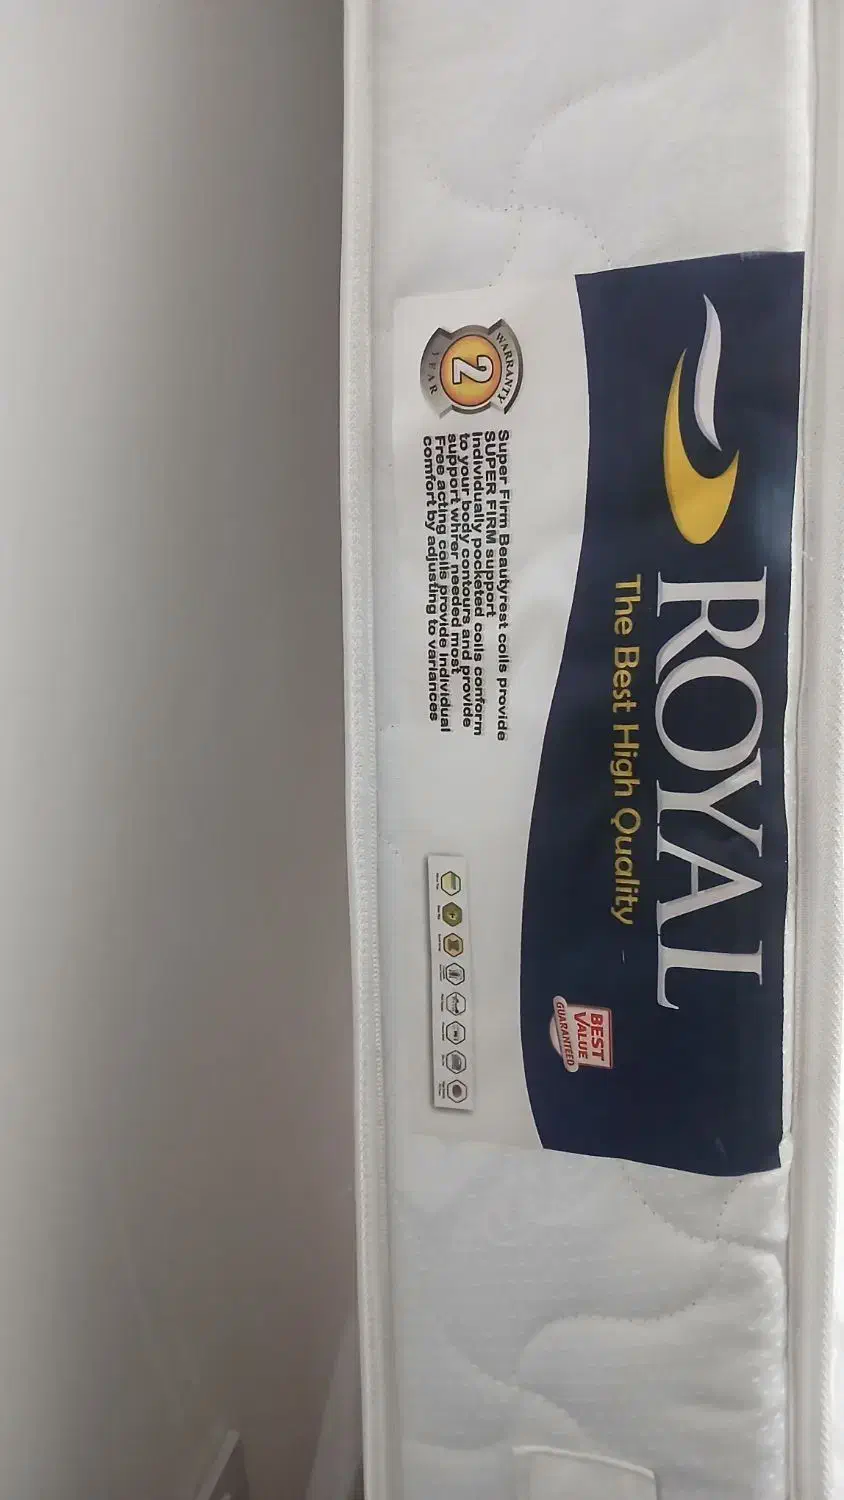 ROYAL
The Best High Quality
WARRANTY
2
YEAR
Super Firm Beautyrest coils provide
SUPER FIRM support
Individually pocketed coils conform
to your body contours and provide
support whrer needed most
Free acting coils provide individual
comfort by adjusting to variances
BEST
VALUE
GUARANTEED